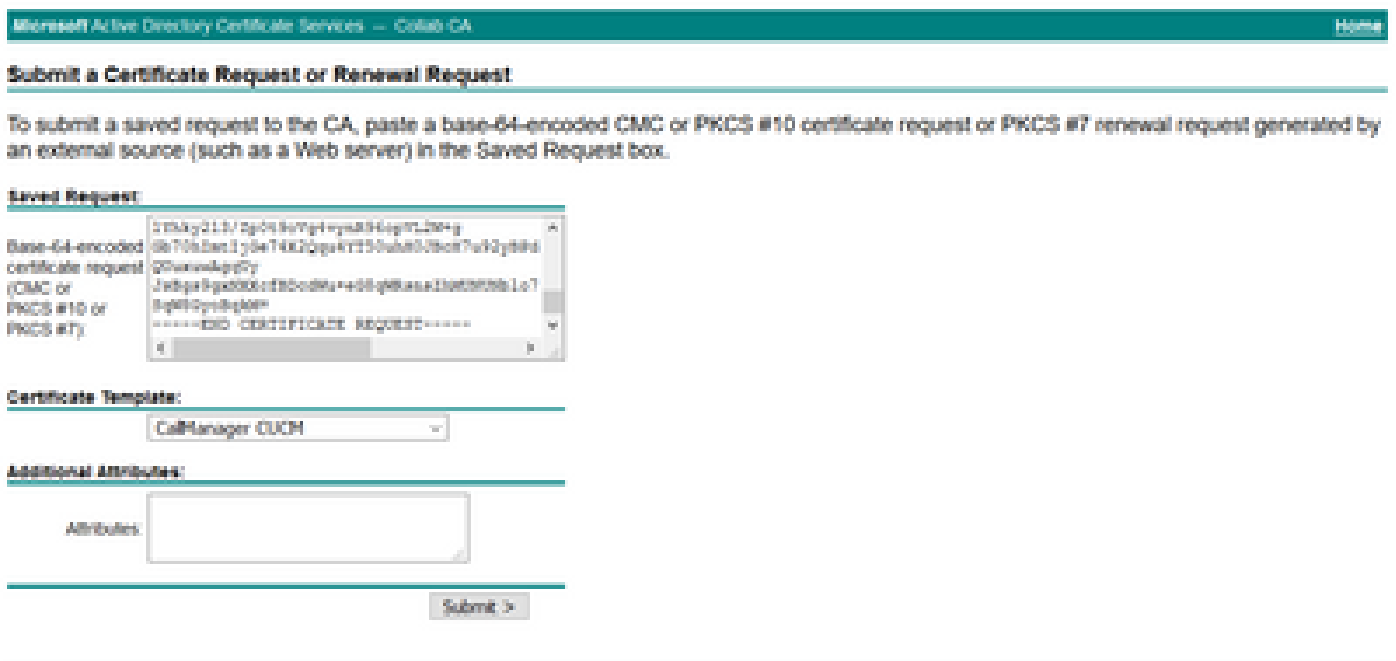 Microsoft Active Directory Certificate Services -- Collab CA Home
Submit a Certificate Request or Renewal Request
To submit a saved request to the CA, paste a base-64-encoded CMC or PKCS #10 certificate request or PKCS #7 renewal request generated by
an external source (such as a Web server) in the Saved Request box.
Saved Request:
Base-64-encoded
certificate request
(CMC or
PKCS #10 or
PKCS #7):
-----END CERTIFICATE REQUEST-----
Certificate Template:
CallManager CUCM
Additional Attributes:
Attributes:
Submit >